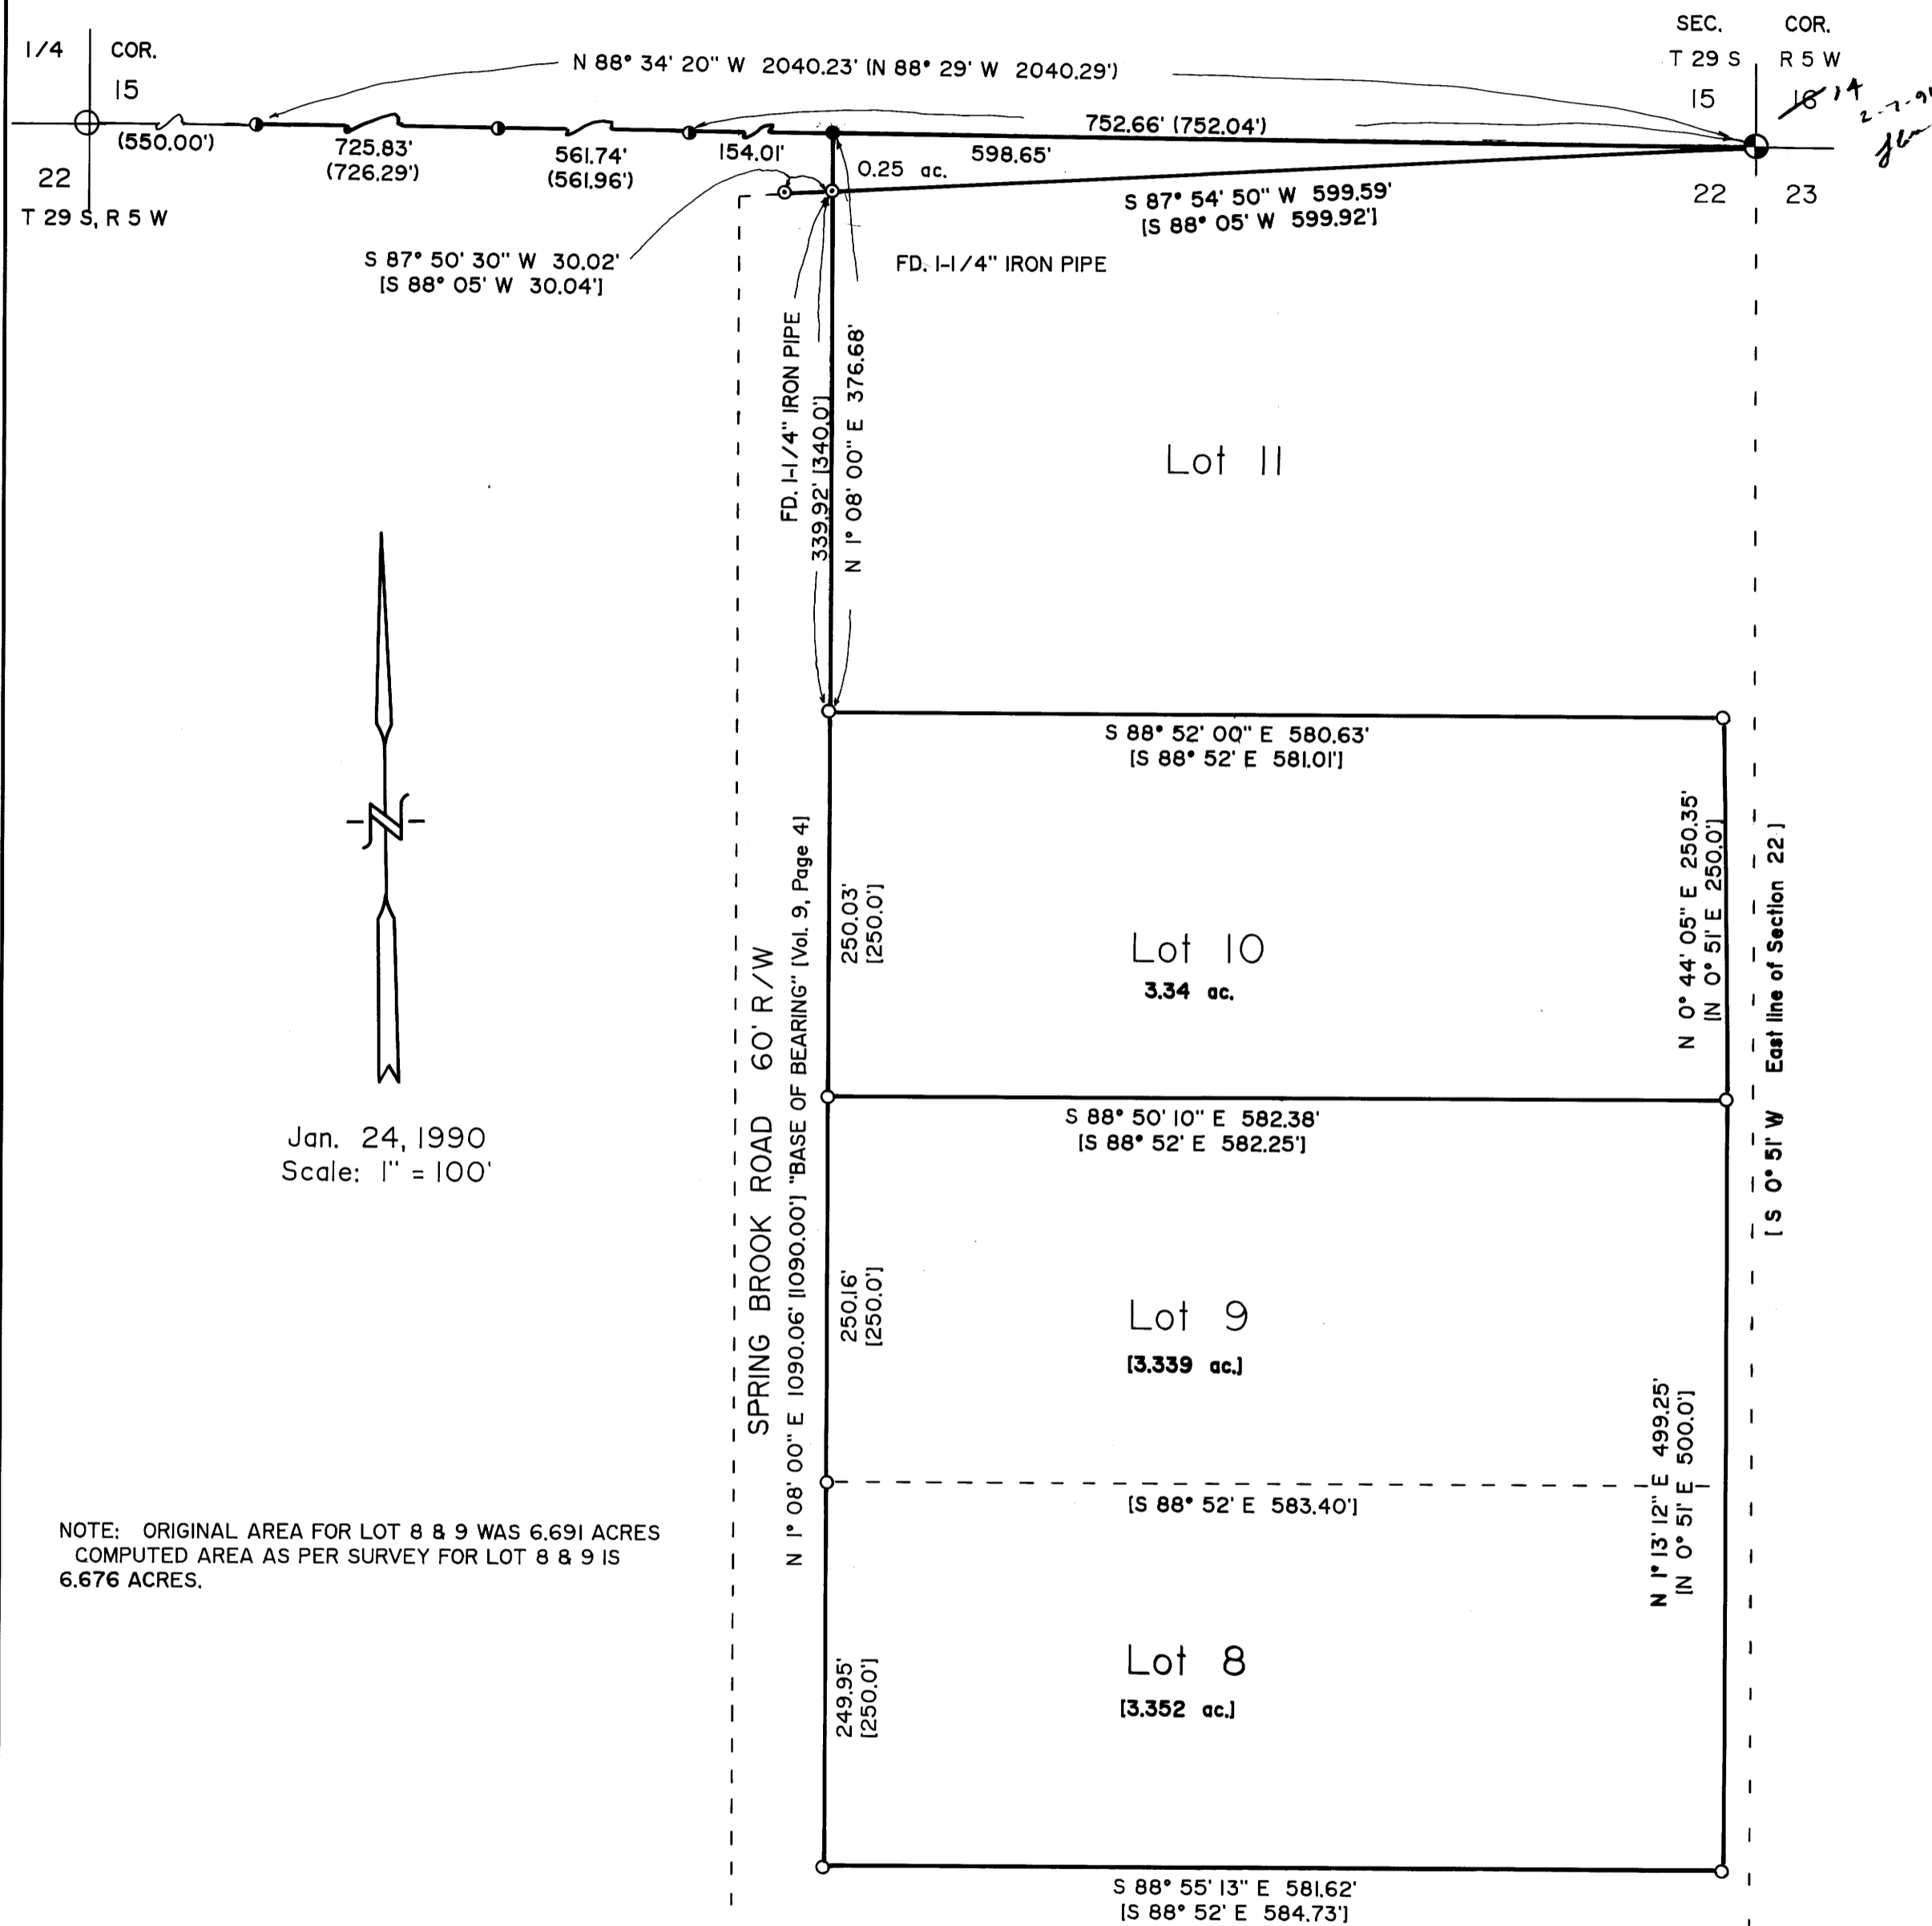 1/4 COR.
15
22
T 29 S, R 5 W
SEC. COR.
T 29 S R 5 W
15 16 14
2-7-9
22 23
N 88° 34' 20" W 2040.23' (N 88° 29' W 2040.29')
(550.00')
725.83'
(726.29')
561.74'
(561.96')
154.01'
752.66' (752.04')
598.65'
0.25 ac.
S 87° 54' 50" W 599.59'
[S 88° 05' W 599.92']
S 87° 50' 30" W 30.02'
[S 88° 05' W 30.04']
FD. 1-1/4" IRON PIPE
FD. 1-1/4" IRON PIPE
339.92' [340.0']
N 1° 08' 00" E 376.68'
Lot 11
S 88° 52' 00" E 580.63'
[S 88° 52' E 581.01']
250.03'
[250.0']
Lot 10
3.34 ac.
N 0° 44' 05" E 250.35'
[N 0° 51' E 250.0']
[S 0° 51' W East line of Section 22]
SPRING BROOK ROAD 60' R/W
N 1° 08' 00" E 1090.06' [1090.00'] "BASE OF BEARING" [Vol. 9, Page 4]
S 88° 50' 10" E 582.38'
[S 88° 52' E 582.25']
Jan. 24, 1990
Scale: 1" = 100'
250.16'
[250.0']
Lot 9
[3.339 ac.]
N 1° 13' 12" E 499.25'
[N 0° 51' E 500.0']
[S 88° 52' E 583.40']
NOTE: ORIGINAL AREA FOR LOT 8 & 9 WAS 6.691 ACRES
COMPUTED AREA AS PER SURVEY FOR LOT 8 & 9 IS
6.676 ACRES.
249.95'
[250.0']
Lot 8
[3.352 ac.]
S 88° 55' 13" E 581.62'
[S 88° 52' E 584.73']